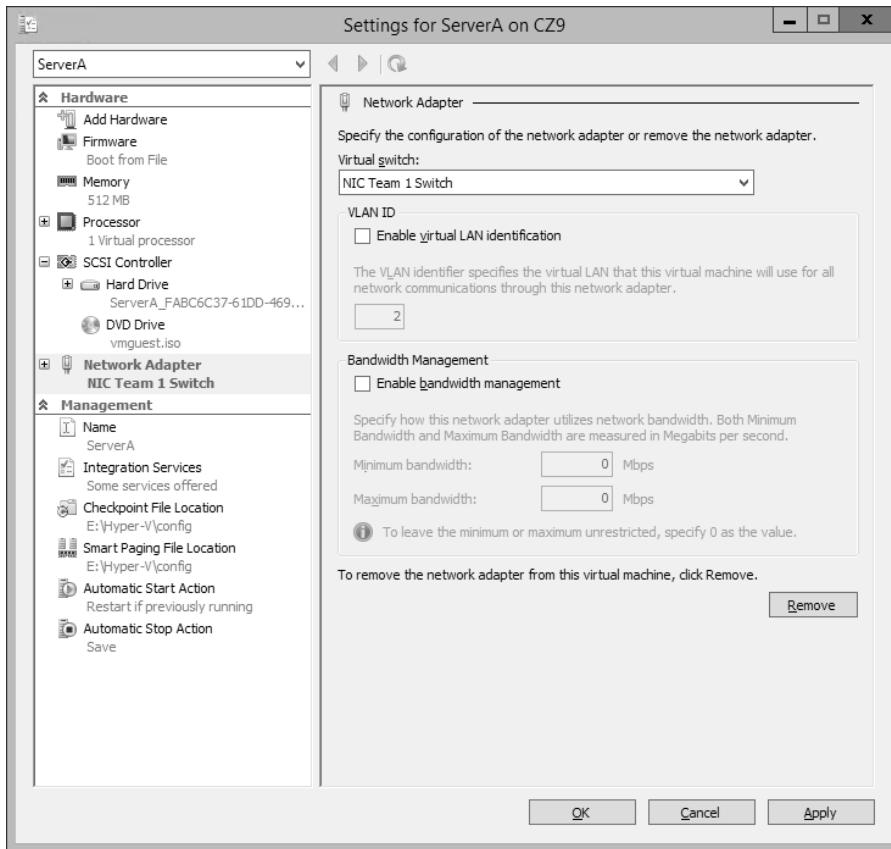 Settings for ServerA on CZ9
ServerA
Hardware
Add Hardware
Firmware
Boot from File
Memory
512 MB
Processor
1 Virtual processor
SCSI Controller
Hard Drive
ServerA_FABC6C37-61DD-469...
DVD Drive
vmguest.iso
Network Adapter
NIC Team 1 Switch
Management
Name
ServerA
Integration Services
Some services offered
Checkpoint File Location
E:\Hyper-V\config
Smart Paging File Location
E:\Hyper-V\config
Automatic Start Action
Restart if previously running
Automatic Stop Action
Save
Network Adapter
Specify the configuration of the network adapter or remove the network adapter.
Virtual switch:
NIC Team 1 Switch
VLAN ID
Enable virtual LAN identification
The VLAN identifier specifies the virtual LAN that this virtual machine will use for all
network communications through this network adapter.
2
Bandwidth Management
Enable bandwidth management
Specify how this network adapter utilizes network bandwidth. Both Minimum
Bandwidth and Maximum Bandwidth are measured in Megabits per second.
Minimum bandwidth: 0 Mbps
Maximum bandwidth: 0 Mbps
To leave the minimum or maximum unrestricted, specify 0 as the value.
To remove the network adapter from this virtual machine, click Remove.
Remove
OK Cancel Apply